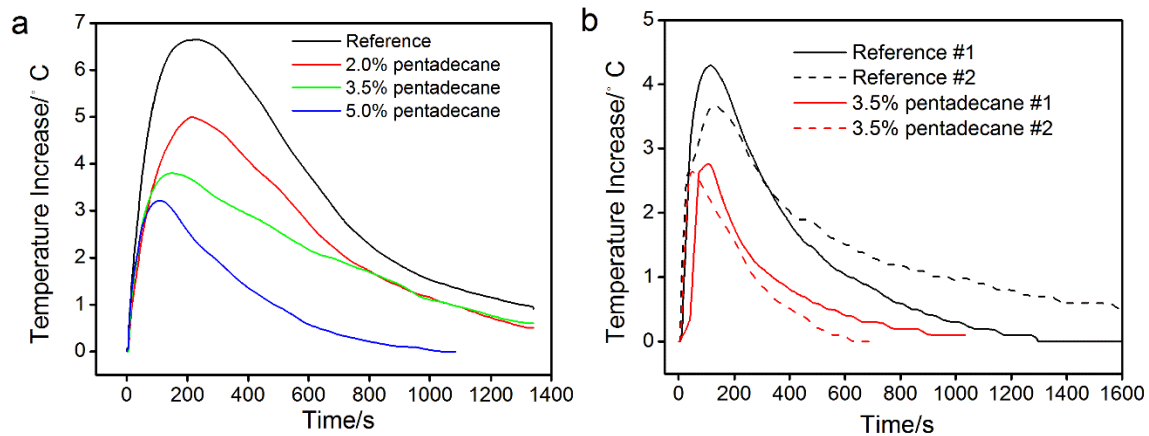 a
Temperature Increase/° C
7
6
5
4
3
2
1
0
Reference
2.0% pentadecane
3.5% pentadecane
5.0% pentadecane
0 200 400 600 800 1000 1200 1400
Time/s
b
Temperature Increase/° C
5
4
3
2
1
0
Reference #1
Reference #2
3.5% pentadecane #1
3.5% pentadecane #2
0 200 400 600 800 1000 1200 1400 1600
Time/s